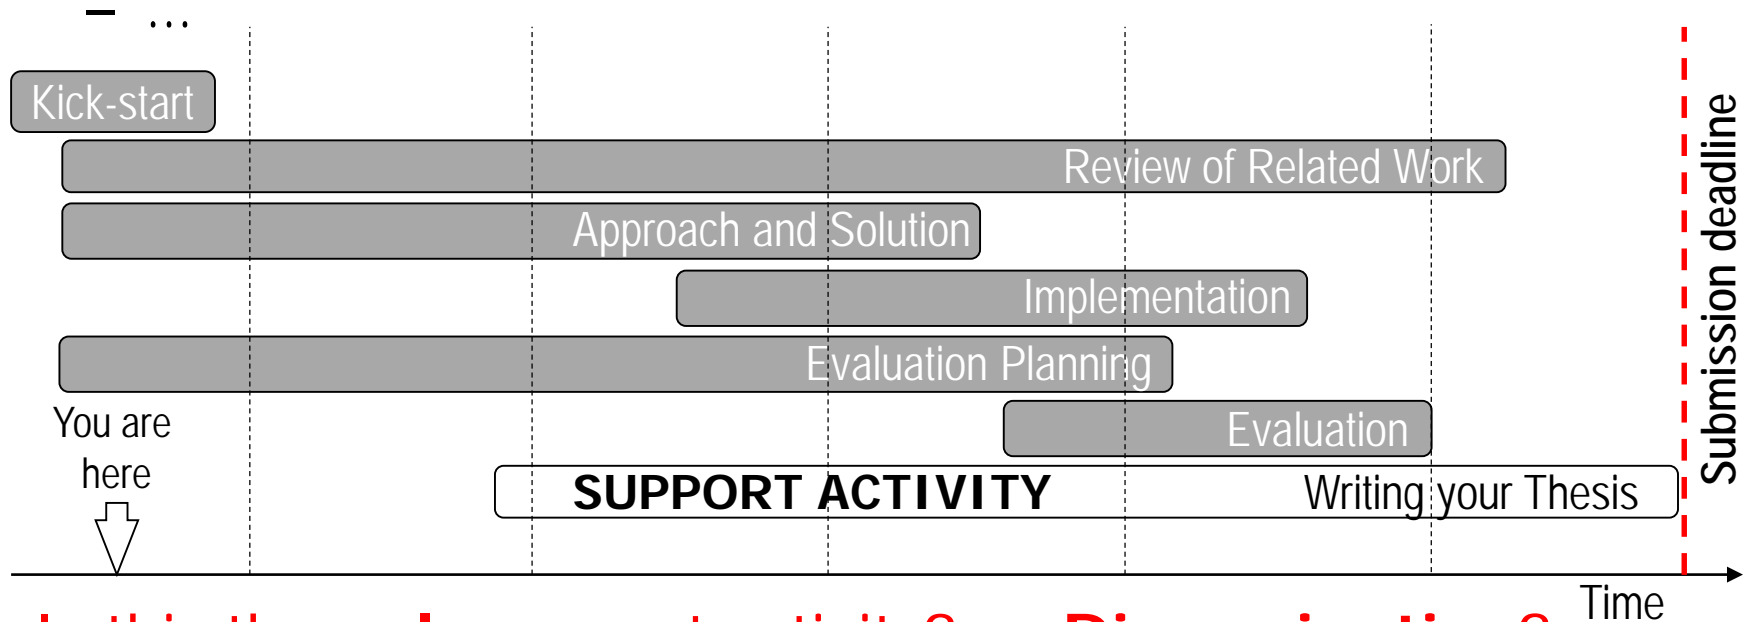 – ...
Kick-start
Review of Related Work
Approach and Solution
Implementation
Evaluation Planning
You are
here
Evaluation
SUPPORT ACTIVITY Writing your Thesis
Submission deadline
Time